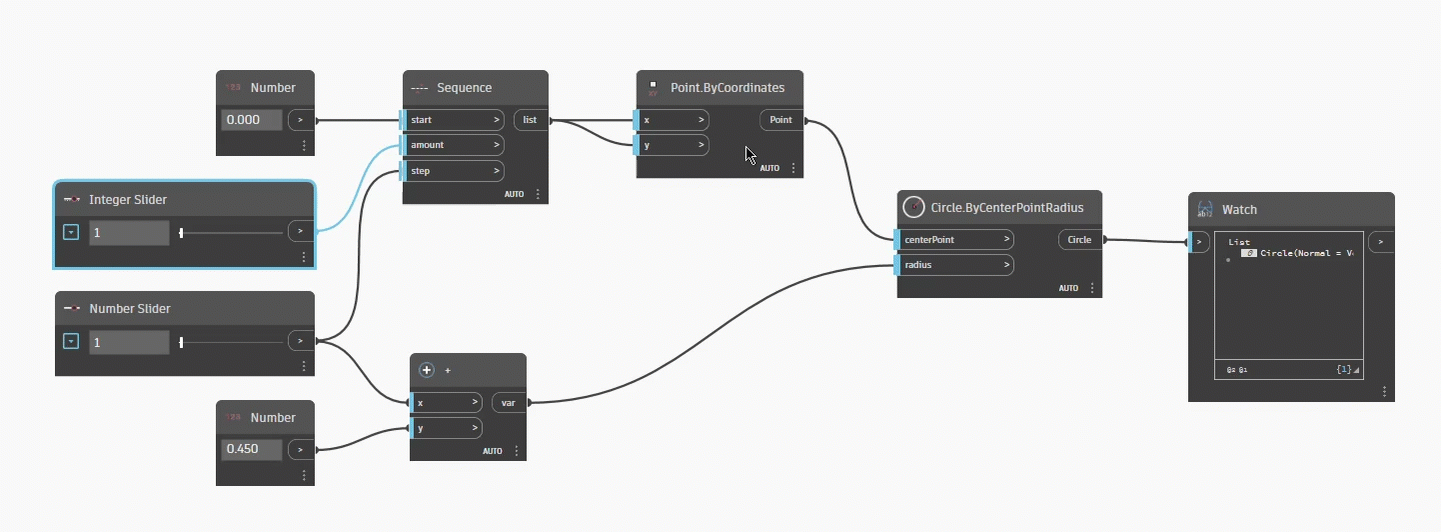 Number
0.000
>
Integer Slider
1
>
Number Slider
1
>
Number
0.450
>
Sequence
start >
list
amount >
step >
AUTO
+
x >
var
y >
AUTO
Point.ByCoordinates
x >
Point
y >
AUTO
Circle.ByCenterPointRadius
centerPoint >
Circle
radius >
AUTO
Watch
>
>
List
0 Circle(Normal = V
@2 @1
{1}